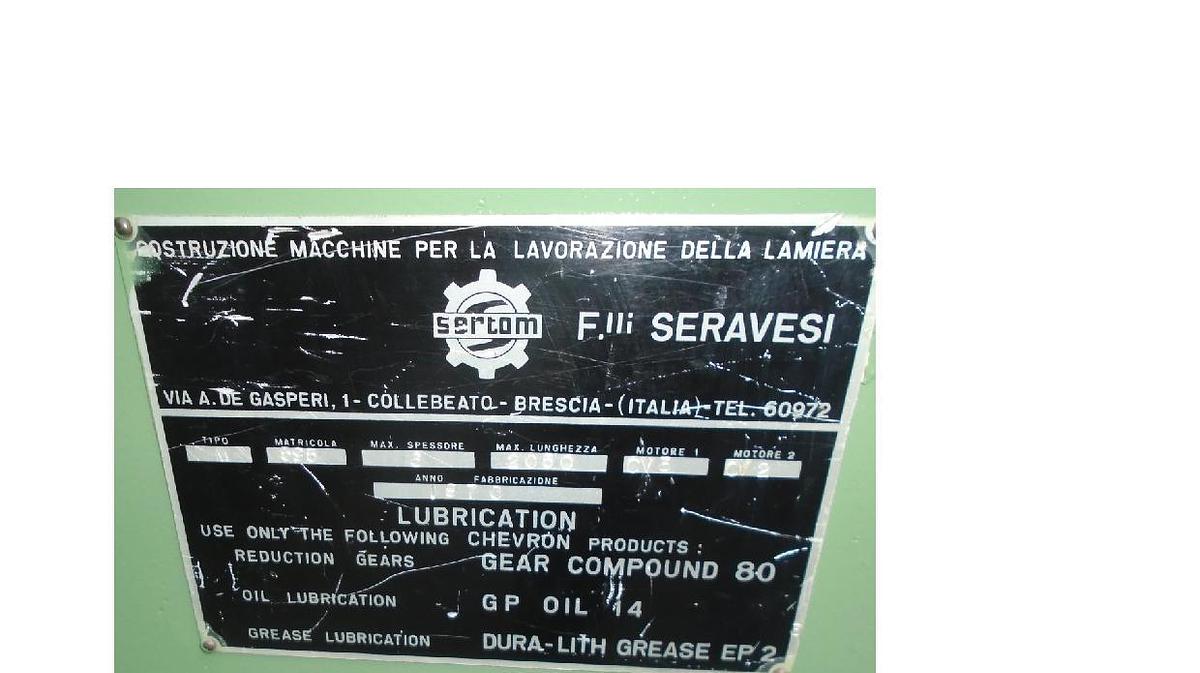 COSTRUZIONE MACCHINE PER LA LAVORAZIONE DELLA LAMIERA
sertom F.lli SERAVESI
VIA A. DE GASPERI, 1 - COLLEBEATO - BRESCIA - (ITALIA) - TEL. 60972
TIPO MATRICOLA MAX. SPESSORE MAX. LUNGHEZZA MOTORE 1 MOTORE 2
CV 2
ANNO FABBRICAZIONE
LUBRICATION
USE ONLY THE FOLLOWING CHEVRON PRODUCTS :
REDUCTION GEARS GEAR COMPOUND 80
OIL LUBRICATION GP OIL 14
GREASE LUBRICATION DURA-LITH GREASE EP 2